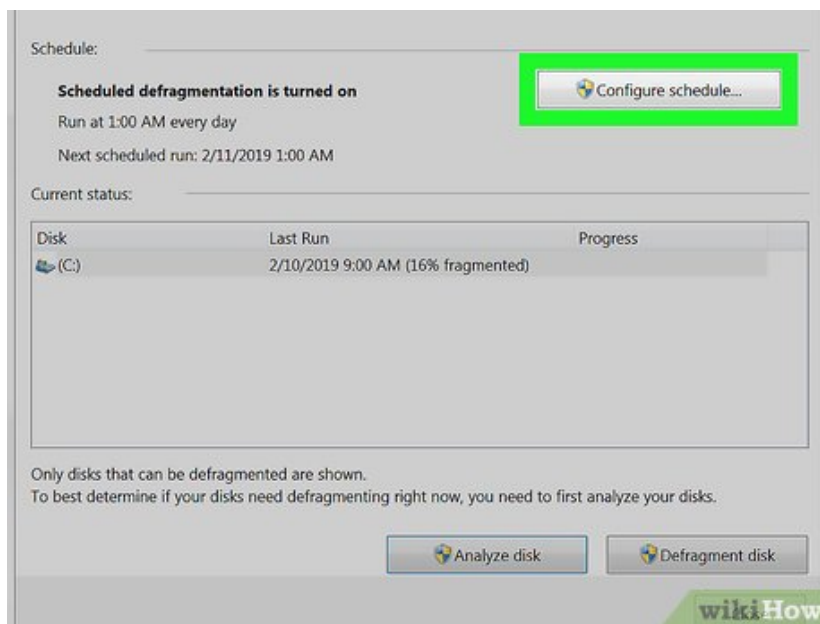 Schedule:
Scheduled defragmentation is turned on
Configure schedule...
Run at 1:00 AM every day
Next scheduled run: 2/11/2019 1:00 AM
Current status:
Disk Last Run Progress
(C:) 2/10/2019 9:00 AM (16% fragmented)
Only disks that can be defragmented are shown.
To best determine if your disks need defragmenting right now, you need to first analyze your disks.
Analyze disk Defragment disk
wikiHow